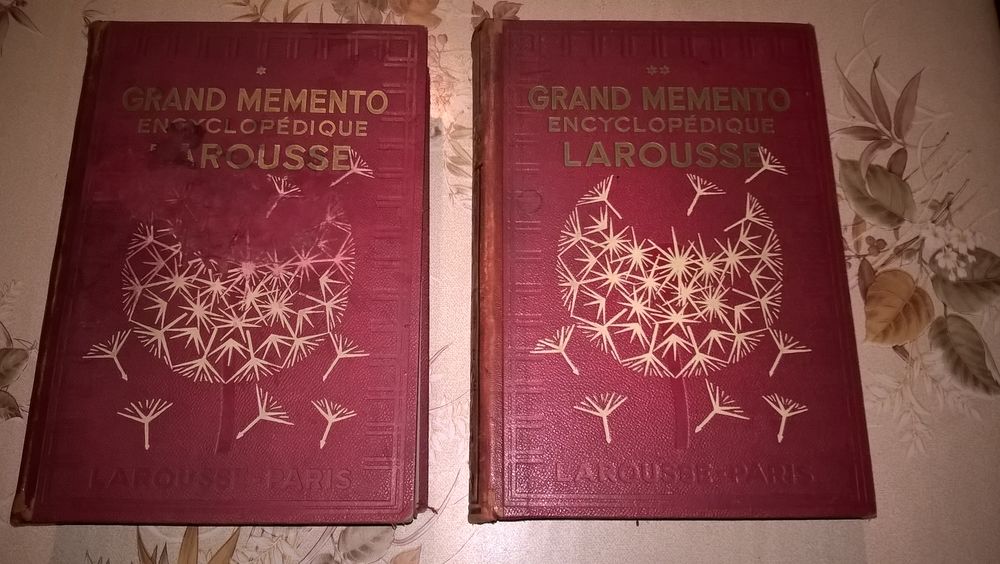 *
GRAND MEMENTO
ENCYCLOPÉDIQUE
LAROUSSE
LAROUSSE-PARIS
**
GRAND MEMENTO
ENCYCLOPÉDIQUE
LAROUSSE
LAROUSSE-PARIS